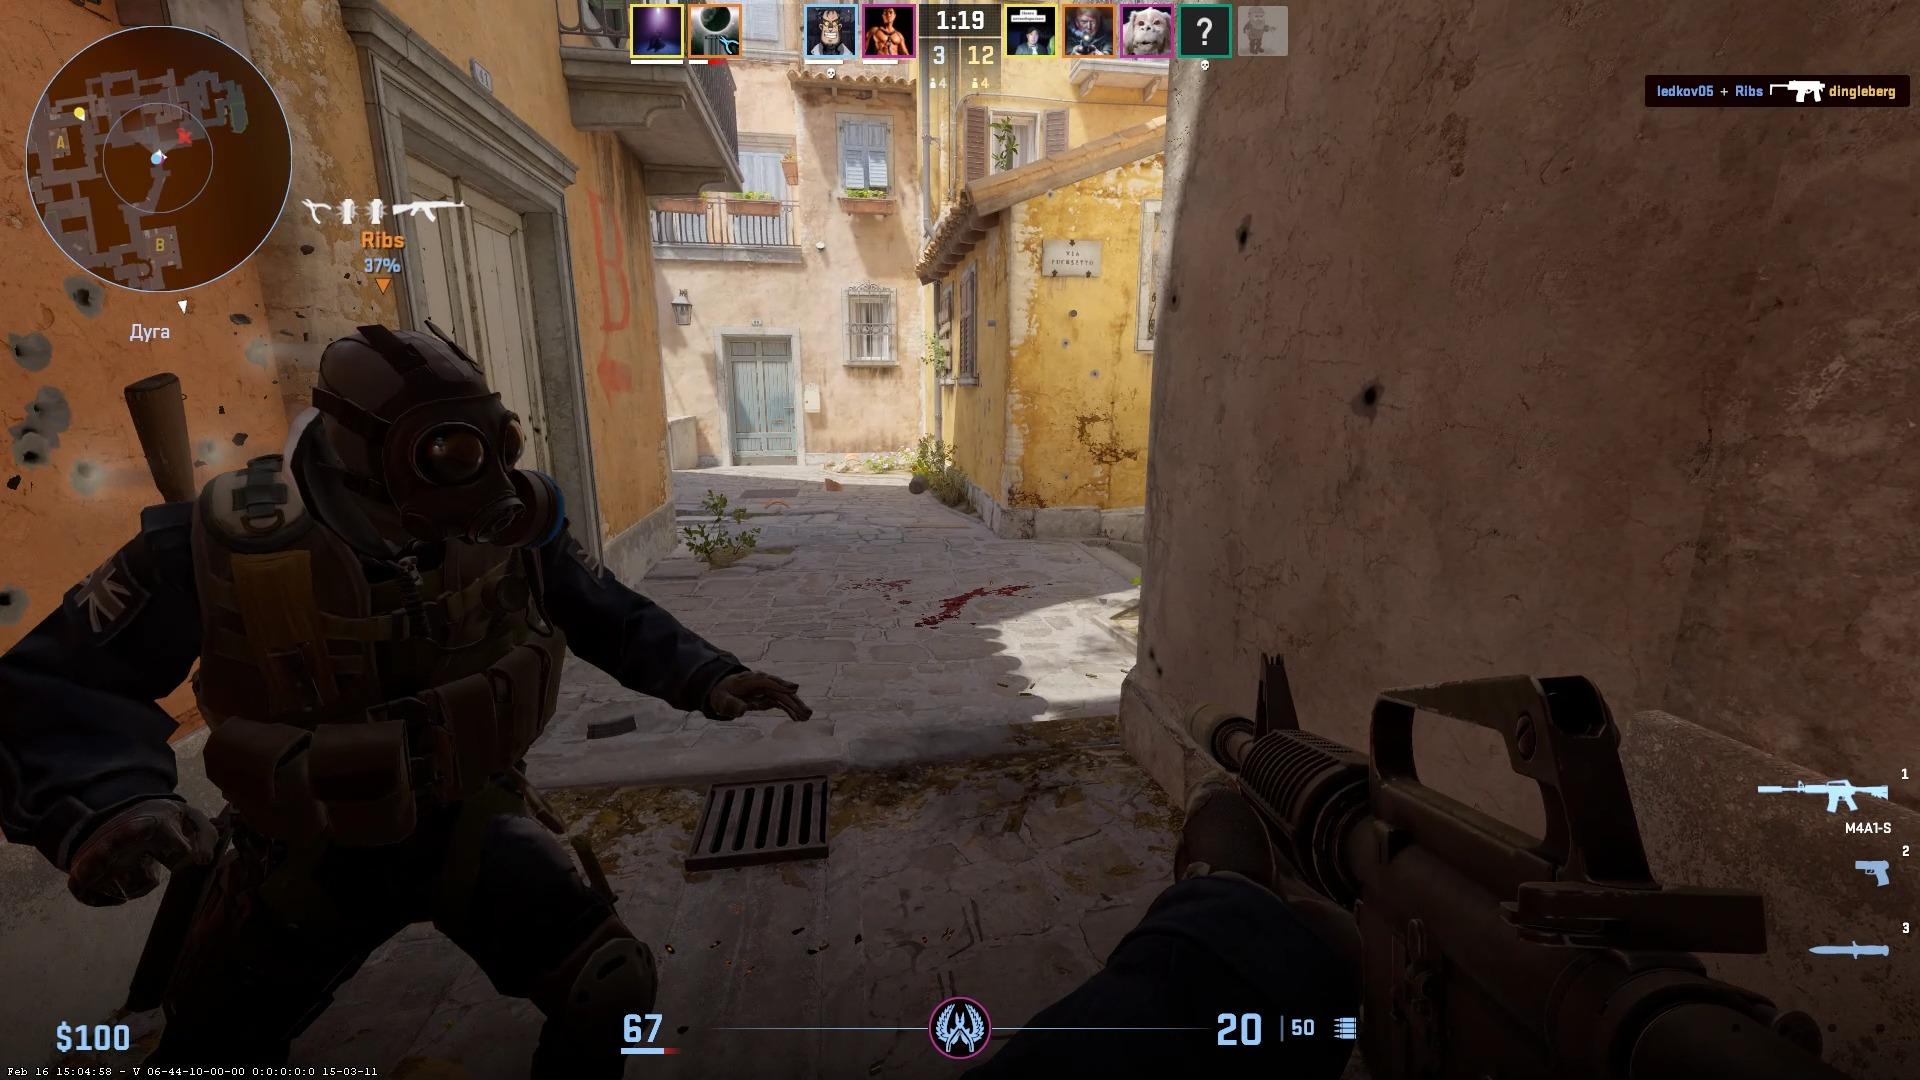 1:19
3 12
4 4
?
ledkov05 + Ribs dingleberg
A
B
Ribs
37%
Дуга
41
VIA
1
M4A1-S
2
3
$100
67
20 | 50
Feb 16 15:04:58 - V 06-44-10-00-00 0:0:0:0:0 15-03-11